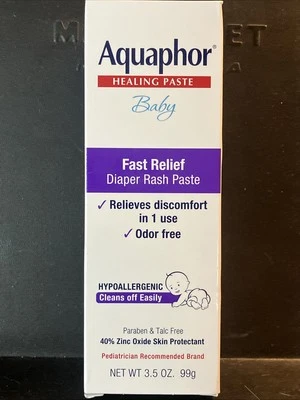 Aquaphor®
HEALING PASTE
Baby
Fast Relief
Diaper Rash Paste
✓ Relieves discomfort
in 1 use
✓ Odor free
HYPOALLERGENIC
Cleans off Easily
Paraben & Talc Free
40% Zinc Oxide Skin Protectant
Pediatrician Recommended Brand
NET WT 3.5 OZ. 99g